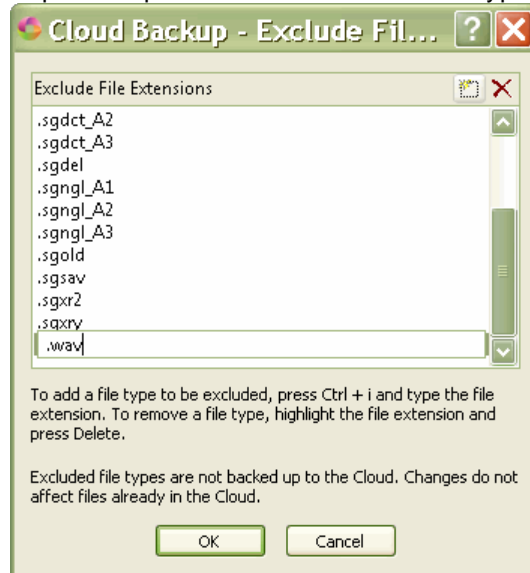 Cloud Backup - Exclude Fil...
Exclude File Extensions
.sgdct_A2
.sgdct_A3
.sgdel
.sgngl_A1
.sgngl_A2
.sgngl_A3
.sgold
.sgsav
.sgxr2
.sgxry
.wav
To add a file type to be excluded, press Ctrl + i and type the file
extension. To remove a file type, highlight the file extension and
press Delete.
Excluded file types are not backed up to the Cloud. Changes do not
affect files already in the Cloud.
OK Cancel